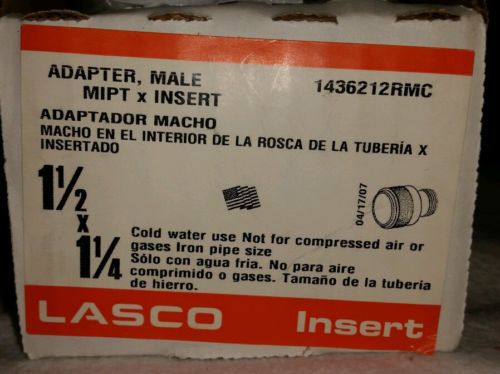 ADAPTER, MALE
MIPT x INSERT
1436212RMC
ADAPTADOR MACHO
MACHO EN EL INTERIOR DE LA ROSCA DE LA TUBERÍA X
INSERTADO
1½
x
1¼
04/17/07
Cold water use Not for compressed air or
gases Iron pipe size
Sólo con agua fria. No para aire
comprimido o gases. Tamaño de la tubería
de hierro.
LASCO Insert